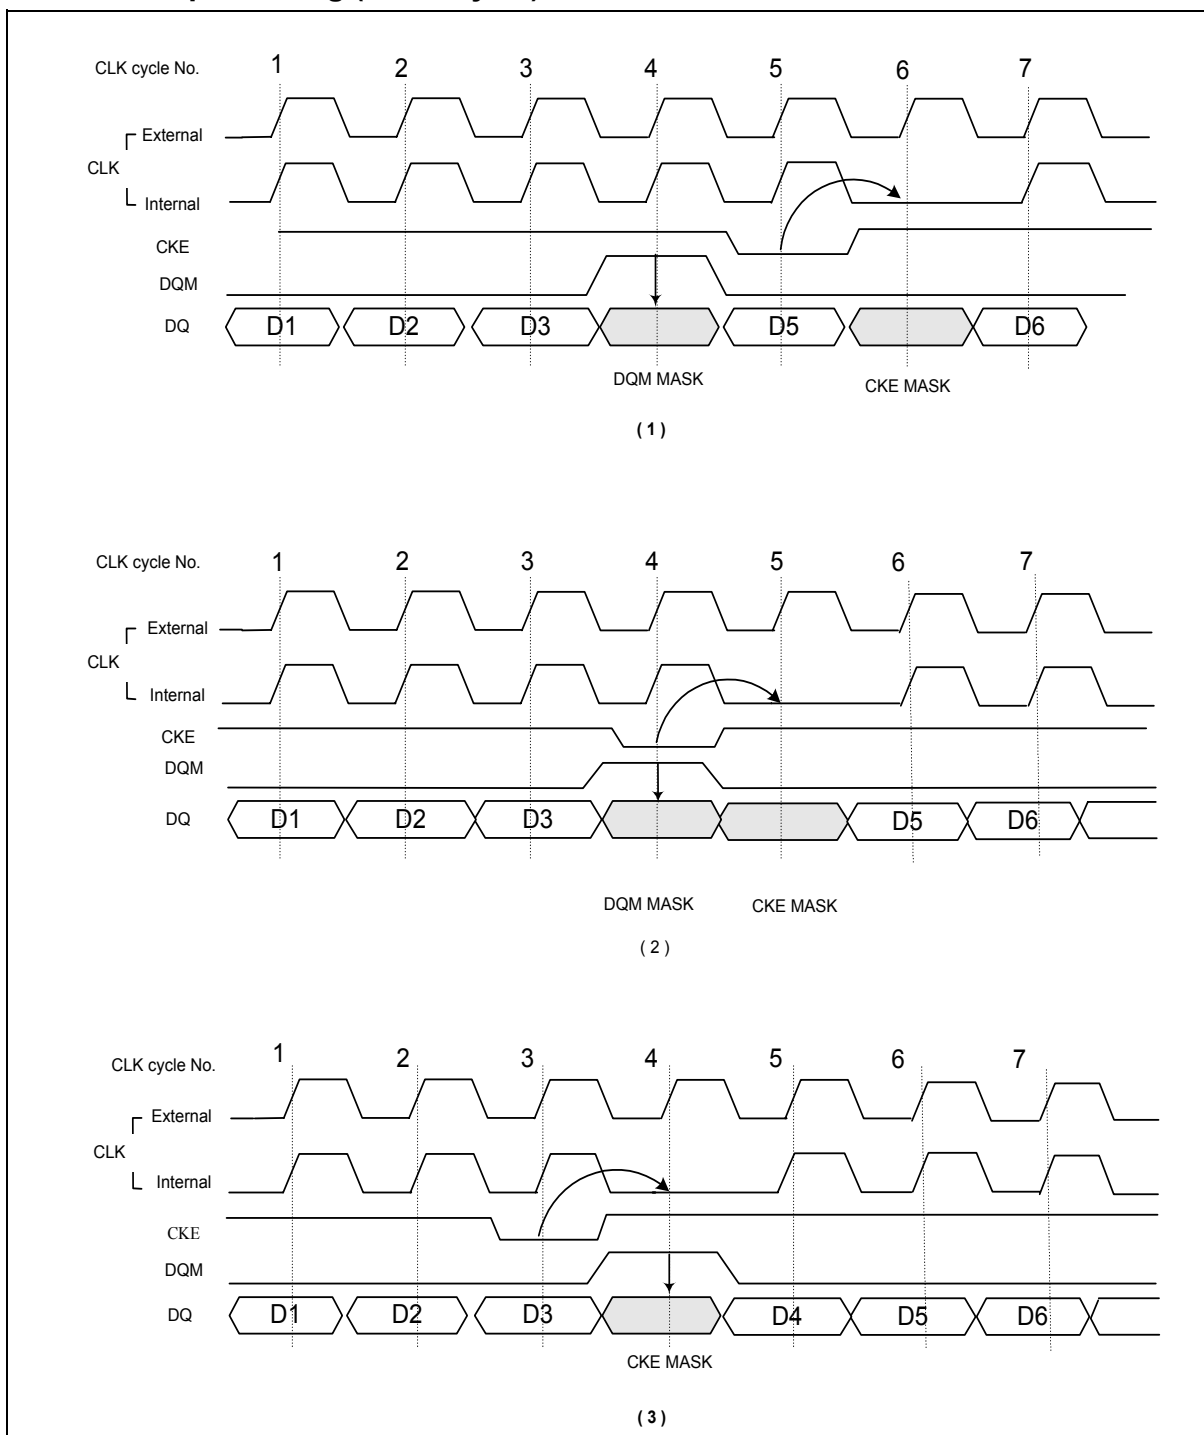 CLK cycle No. 1 2 3 4 5 6 7
External
CLK
Internal
CKE
DQM
DQ D1 D2 D3 D5 D6
DQM MASK CKE MASK
( 1 )
CLK cycle No. 1 2 3 4 5 6 7
External
CLK
Internal
CKE
DQM
DQ D1 D2 D3 D5 D6
DQM MASK CKE MASK
( 2 )
CLK cycle No. 1 2 3 4 5 6 7
External
CLK
Internal
CKE
DQM
DQ D1 D2 D3 D4 D5 D6
CKE MASK
( 3 )